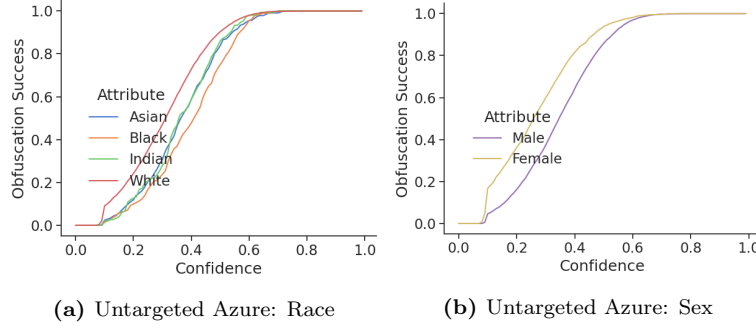 1.0
0.8
0.6
0.4
0.2
0.0
Obfuscation Success
Attribute
Asian
Black
Indian
White
0.0 0.2 0.4 0.6 0.8 1.0
Confidence
(a) Untargeted Azure: Race
1.0
0.8
0.6
0.4
0.2
0.0
Obfuscation Success
Attribute
Male
Female
0.0 0.2 0.4 0.6 0.8 1.0
Confidence
(b) Untargeted Azure: Sex